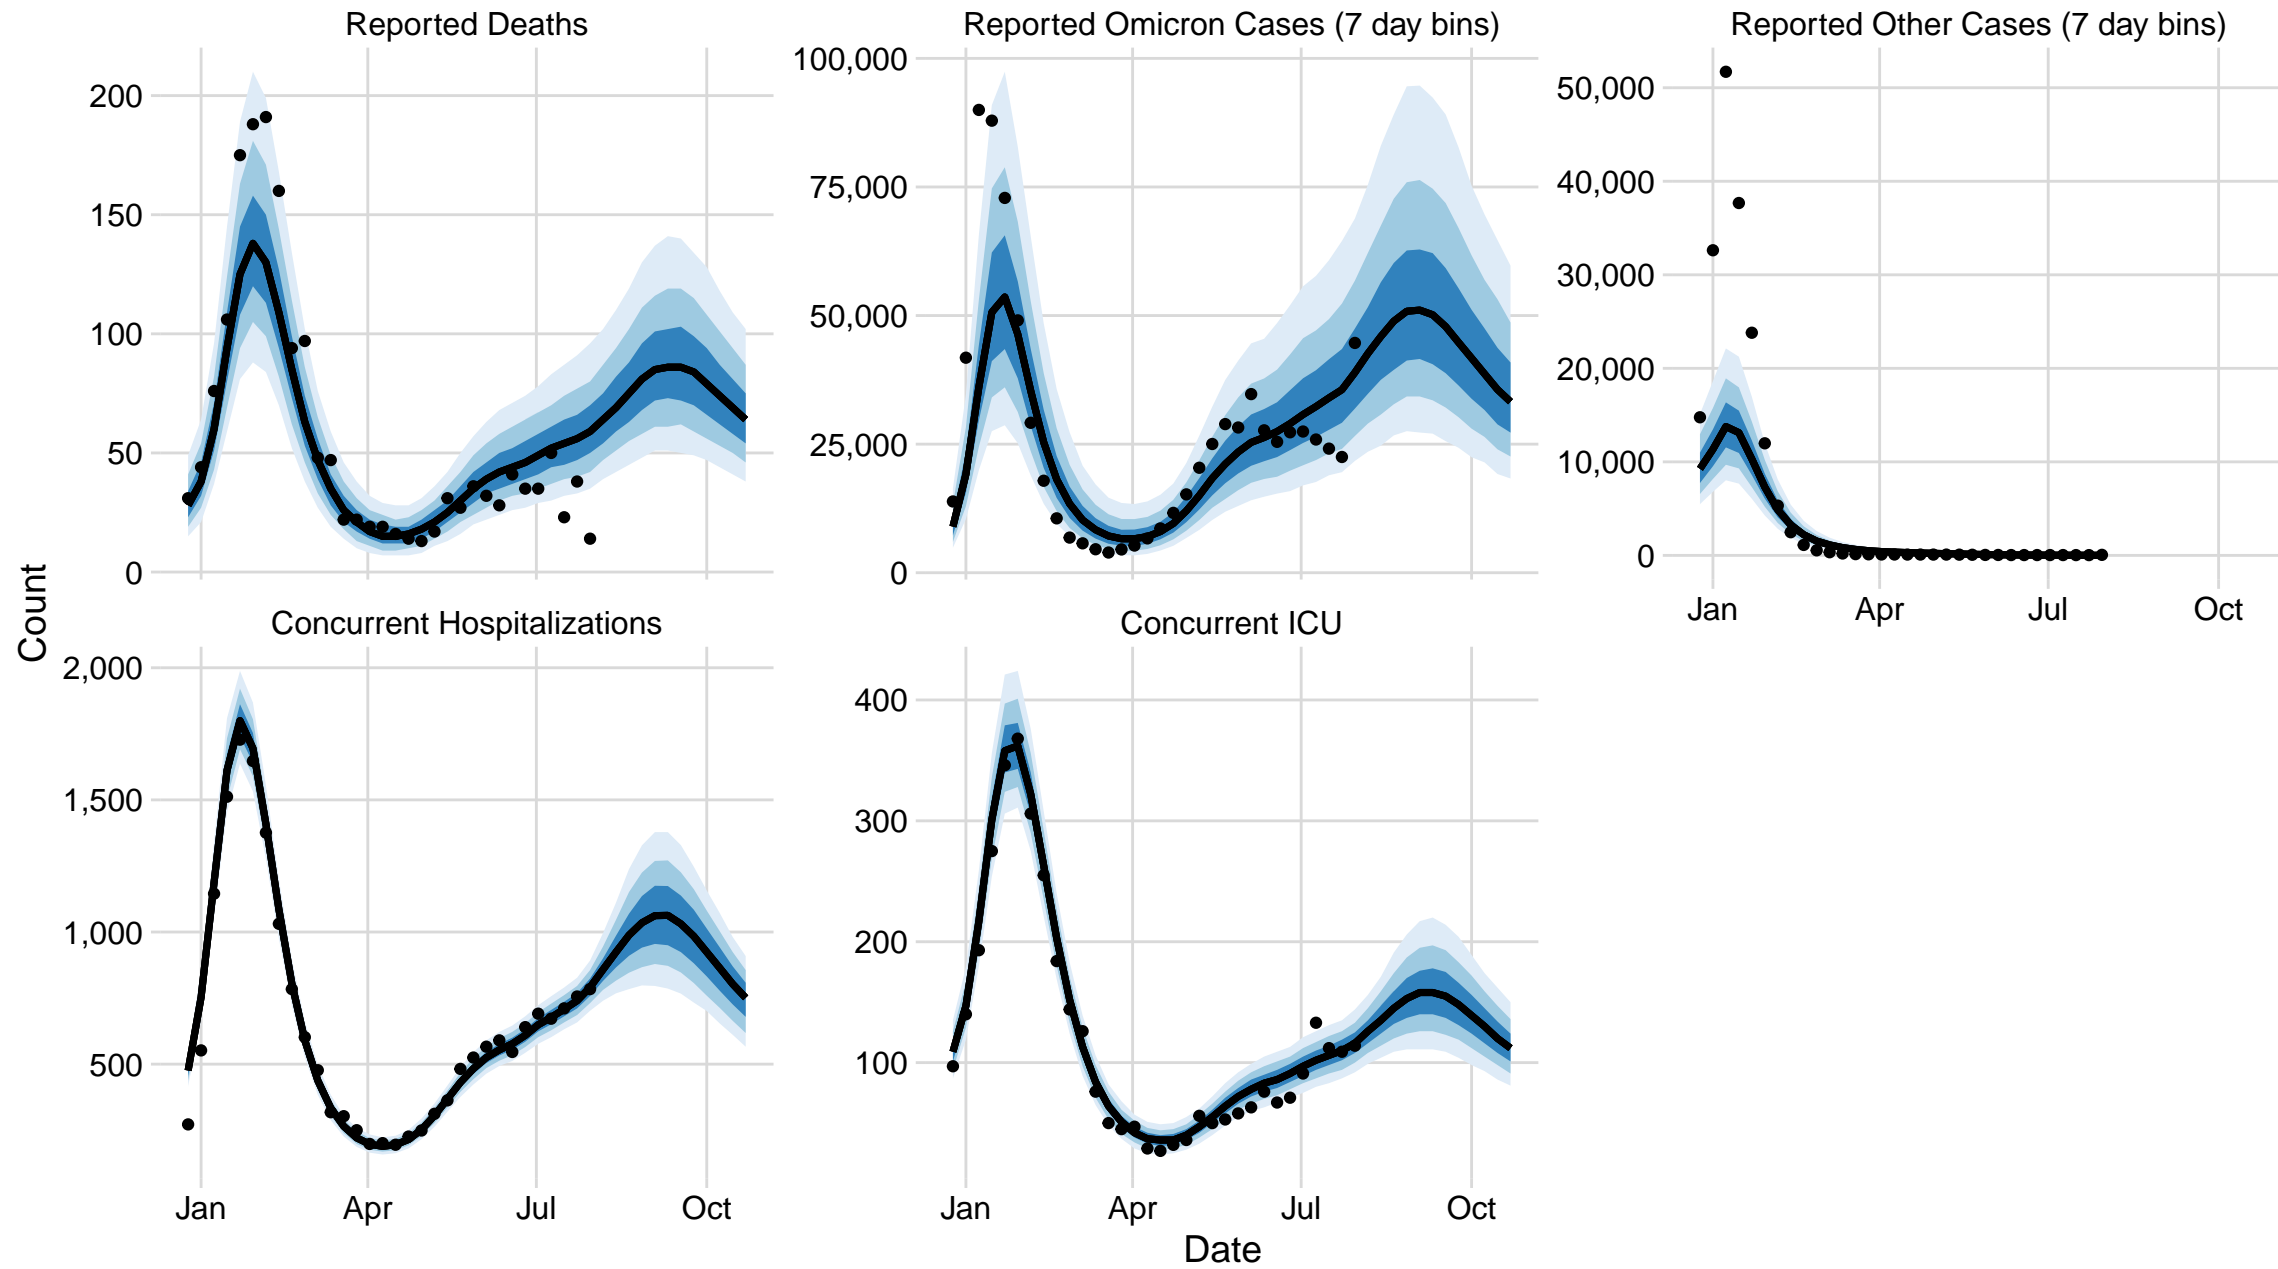 Reported Deaths
Reported Omicron Cases (7 day bins)
Reported Other Cases (7 day bins)
200
150
100
50
0
100,000
75,000
50,000
25,000
0
50,000
40,000
30,000
20,000
10,000
0
Jan Apr Jul Oct
Count
Concurrent Hospitalizations
Concurrent ICU
2,000
1,500
1,000
500
400
300
200
100
Jan Apr Jul Oct
Jan Apr Jul Oct
Date